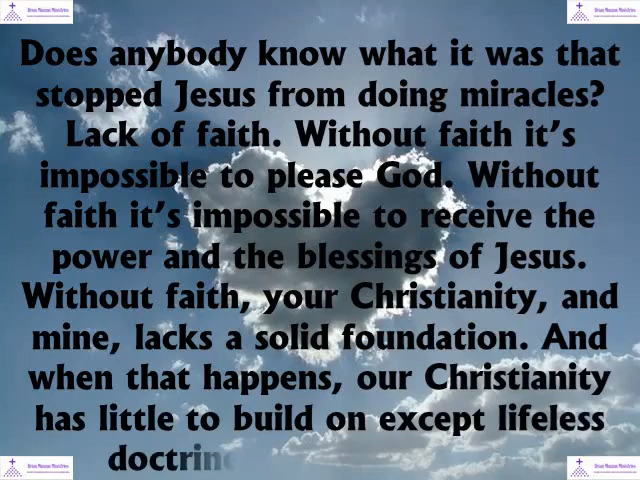 Does anybody know what it was that
stopped Jesus from doing miracles?
Lack of faith. Without faith it's
impossible to please God. Without
faith it's impossible to receive the
power and the blessings of Jesus.
Without faith, your Christianity, and
mine, lacks a solid foundation. And
when that happens, our Christianity
has little to build on except lifeless
doctrin